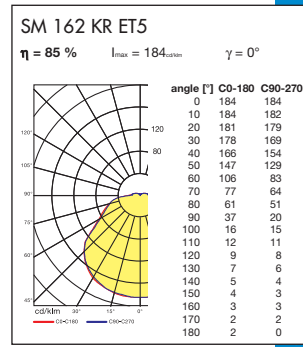 SM 162 KR ET5
η = 85 % Imax = 184cd/klm γ = 0°
angle [°] C0-180 C90-270
0 184 184
10 184 182
20 181 179
30 178 169
40 166 154
50 147 129
60 106 83
70 77 64
80 61 51
90 37 20
100 16 15
110 12 11
120 9 8
130 7 6
140 5 4
150 4 3
160 3 3
170 2 2
180 2 0
120°
105°
90°
75°
60°
45°
120
80
cd/klm 30° 15° 0°
C0-C180 C90-C270